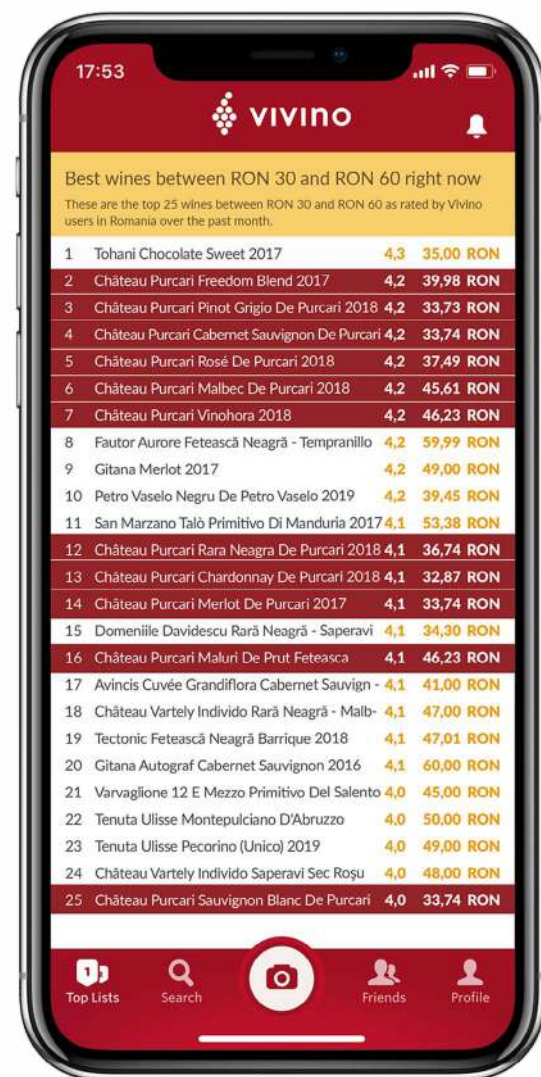 17:53
VIVINO
Best wines between RON 30 and RON 60 right now
These are the top 25 wines between RON 30 and RON 60 as rated by Vivino
users in Romania over the past month.
1 Tohani Chocolate Sweet 2017 4,3 35,00 RON
2 Château Purcari Freedom Blend 2017 4,2 39,98 RON
3 Château Purcari Pinot Grigio De Purcari 2018 4,2 33,73 RON
4 Château Purcari Cabernet Sauvignon De Purcari 4,2 33,74 RON
5 Château Purcari Rosé De Purcari 2018 4,2 37,49 RON
6 Château Purcari Malbec De Purcari 2018 4,2 45,61 RON
7 Château Purcari Vinohora 2018 4,2 46,23 RON
8 Fautor Aurore Fetească Neagră - Tempranillo 4,2 59,99 RON
9 Gitana Merlot 2017 4,2 49,00 RON
10 Petro Vaselo Negru De Petro Vaselo 2019 4,2 39,45 RON
11 San Marzano Talò Primitivo Di Manduria 2017 4,1 53,38 RON
12 Château Purcari Rara Neagra De Purcari 2018 4,1 36,74 RON
13 Château Purcari Chardonnay De Purcari 2018 4,1 32,87 RON
14 Château Purcari Merlot De Purcari 2017 4,1 33,74 RON
15 Domeniile Davidescu Rară Neagră - Saperavi 4,1 34,30 RON
16 Château Purcari Maluri De Prut Feteasca 4,1 46,23 RON
17 Avincis Cuvée Grandiflora Cabernet Sauvign - 4,1 41,00 RON
18 Château Vartely Individo Rară Neagră - Malb- 4,1 47,00 RON
19 Tectonic Fetească Neagră Barrique 2018 4,1 47,01 RON
20 Gitana Autograf Cabernet Sauvignon 2016 4,1 60,00 RON
21 Varvaglione 12 E Mezzo Primitivo Del Salento 4,0 45,00 RON
22 Tenuta Ulisse Montepulciano D'Abruzzo 4,0 50,00 RON
23 Tenuta Ulisse Pecorino (Unico) 2019 4,0 49,00 RON
24 Château Vartely Individo Saperavi Sec Roşu 4,0 48,00 RON
25 Château Purcari Sauvignon Blanc De Purcari 4,0 33,74 RON
1
Top Lists Search Friends Profile